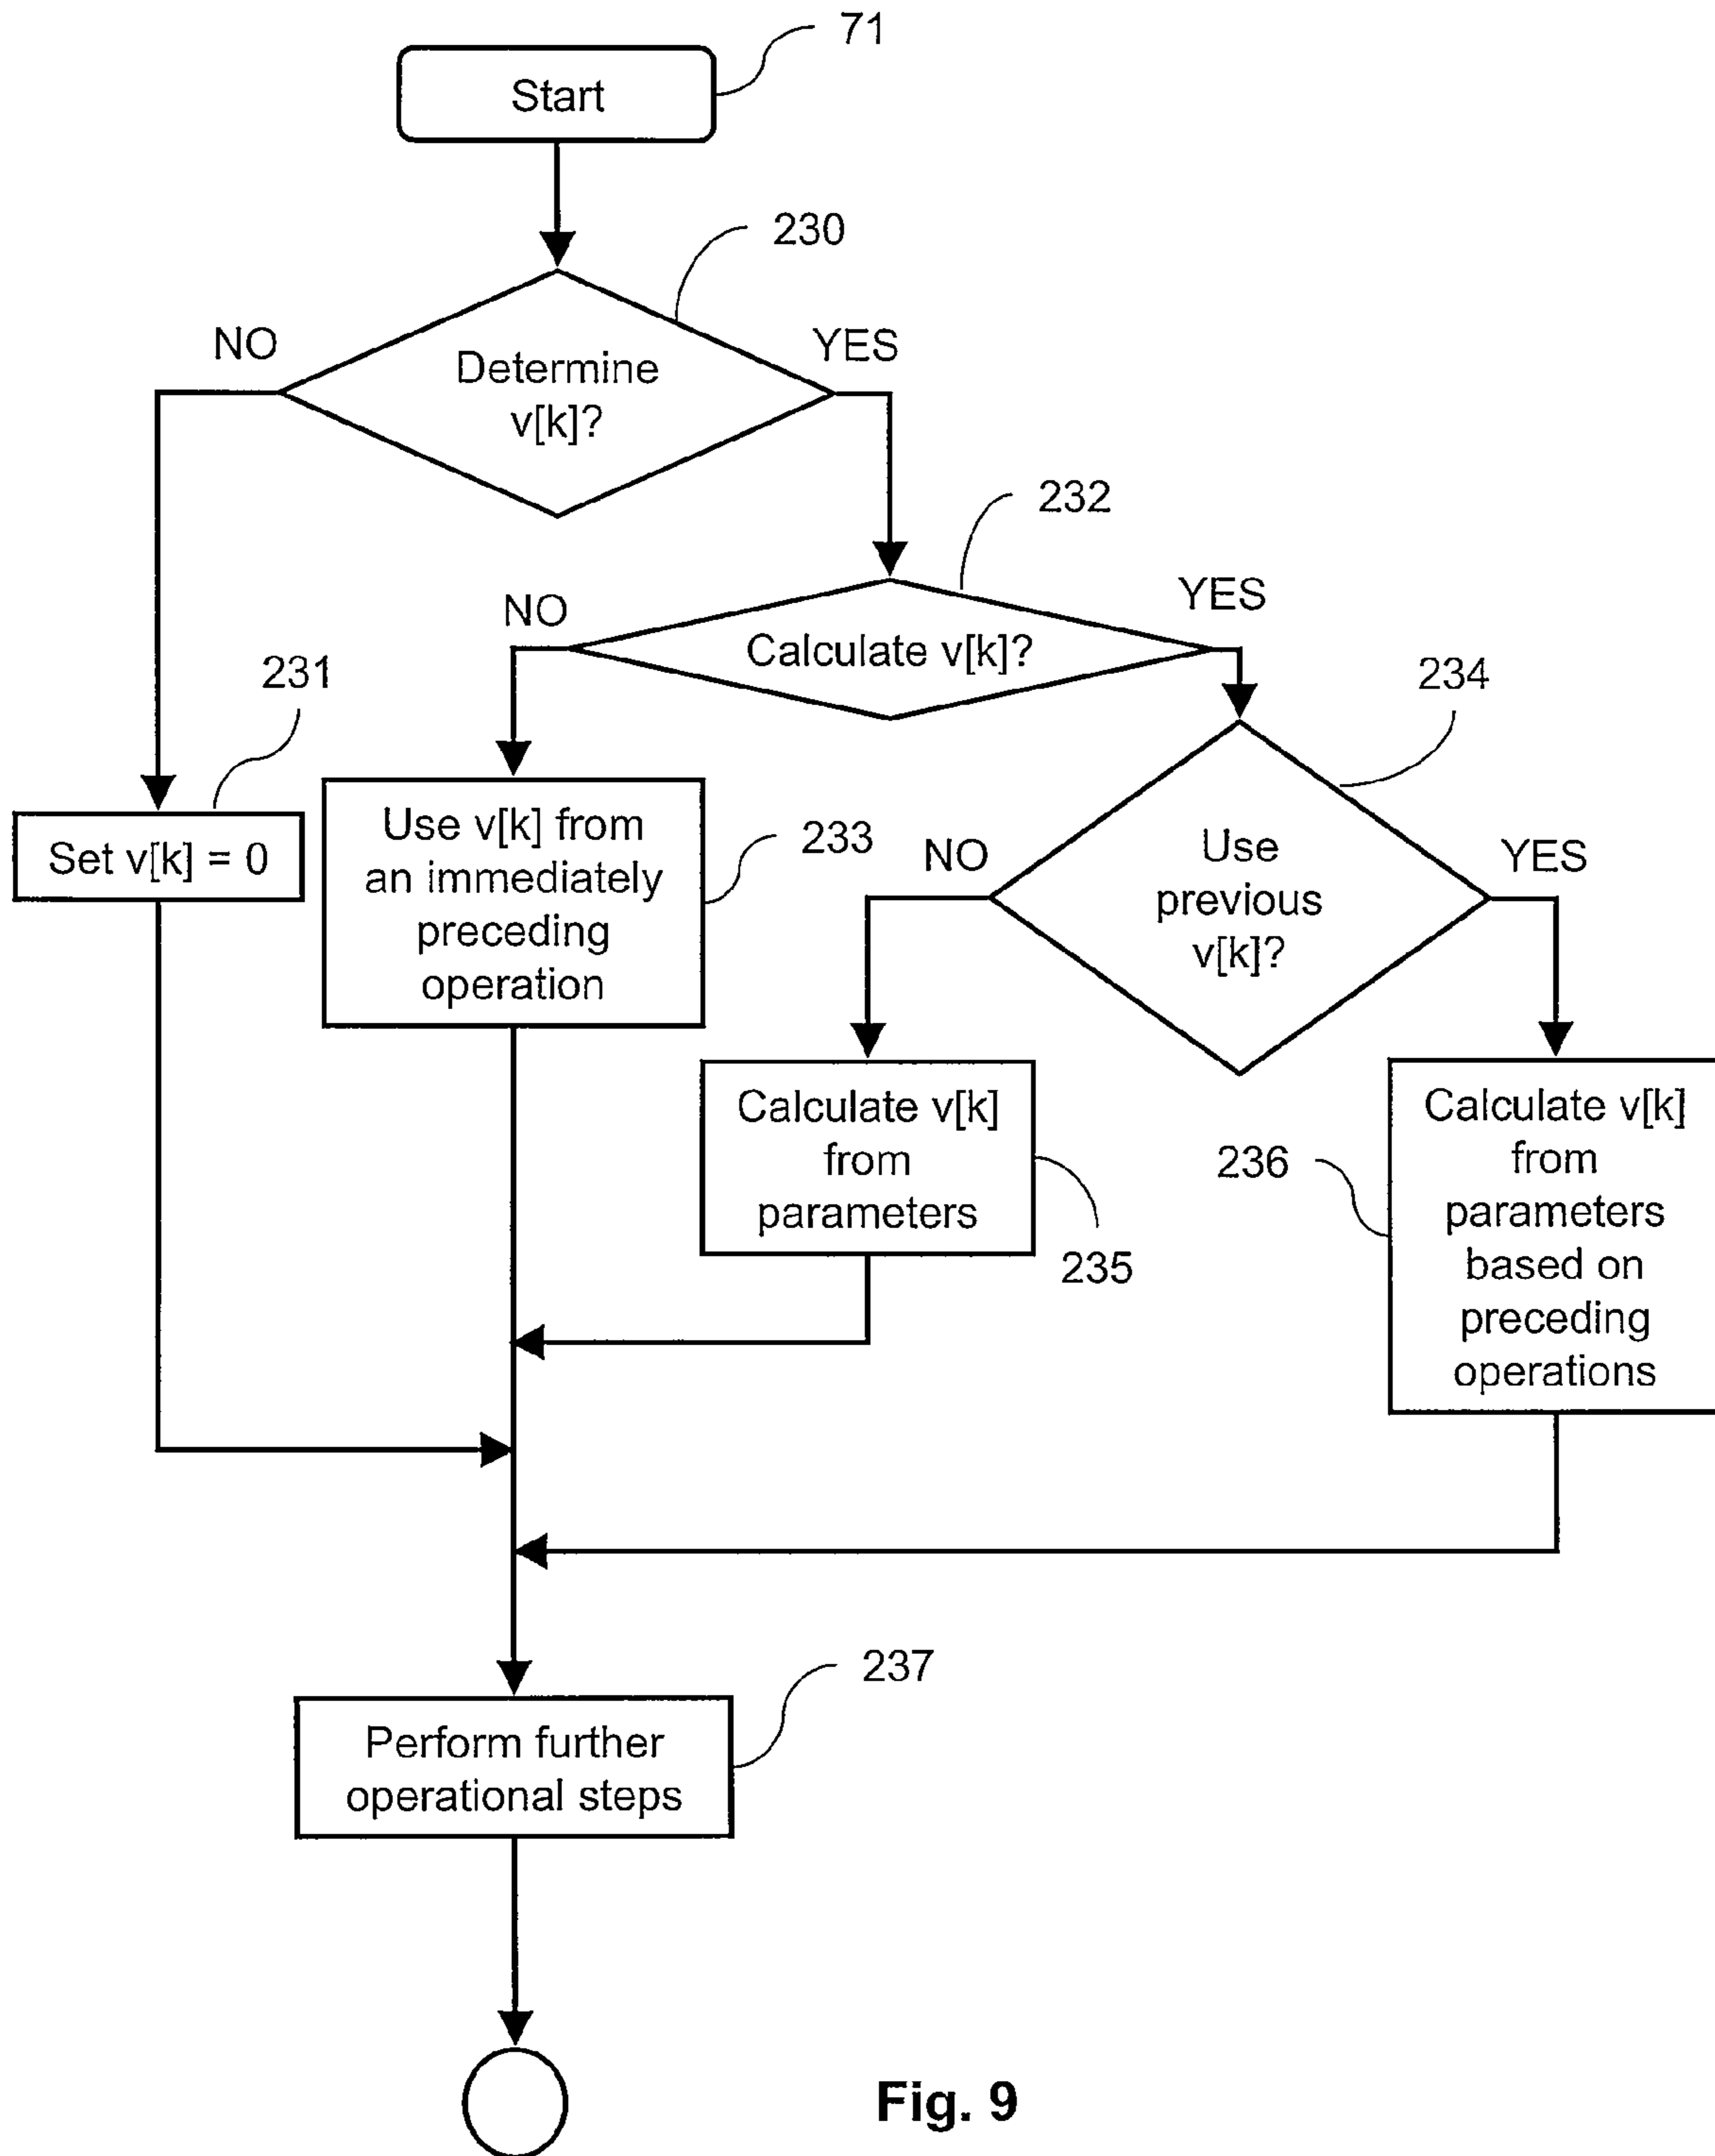 71
Start
230
NO
YES
Determine
v[k]?
232
NO
YES
Calculate v[k]?
231
234
Set v[k] = 0
Use v[k] from
an immediately
preceding
operation
233
NO
YES
Use
previous
v[k]?
Calculate v[k]
from
parameters
235
236
Calculate v[k]
from
parameters
based on
preceding
operations
237
Perform further
operational steps
Fig. 9